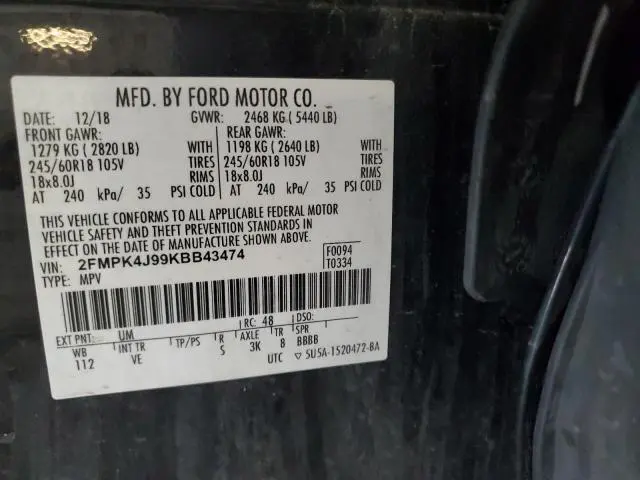 MFD. BY FORD MOTOR CO.
DATE: 12/18 GVWR: 2468 KG ( 5440 LB)
FRONT GAWR: REAR GAWR:
1279 KG ( 2820 LB) WITH 1198 KG ( 2640 LB) WITH
245/60R18 105V TIRES 245/60R18 105V TIRES
18x8.0J RIMS 18x8.0J RIMS
AT 240 kPa/ 35 PSI COLD AT 240 kPa/ 35 PSI COLD
THIS VEHICLE CONFORMS TO ALL APPLICABLE FEDERAL MOTOR
VEHICLE SAFETY AND THEFT PREVENTION STANDARDS IN
EFFECT ON THE DATE OF MANUFACTURE SHOWN ABOVE.
VIN: 2FMPK4J99KBB43474 F0094
TYPE: MPV T0334
EXT PNT: UM RC: 48 DSO:
WB INT TR TP/PS R AXLE TR SPR
112 VE S 3K 8 BBBB
UTC ▽ 5U5A-1520472-BA